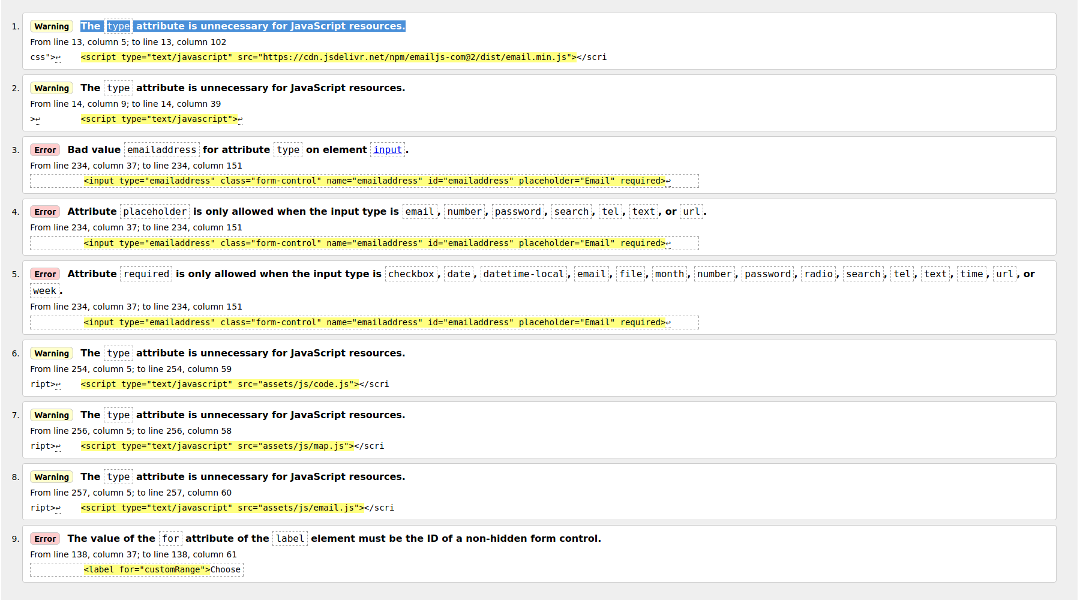 1. Warning The type attribute is unnecessary for JavaScript resources.
From line 13, column 5; to line 13, column 102
css">↩ <script type="text/javascript" src="https://cdn.jsdelivr.net/npm/emailjs-com@2/dist/email.min.js"></scri
2. Warning The type attribute is unnecessary for JavaScript resources.
From line 14, column 9; to line 14, column 39
>↩ <script type="text/javascript">↩
3. Error Bad value emailaddress for attribute type on element input.
From line 234, column 37; to line 234, column 151
<input type="emailaddress" class="form-control" name="emailaddress" id="emailaddress" placeholder="Email" required>↩
4. Error Attribute placeholder is only allowed when the input type is email, number, password, search, tel, text, or url.
From line 234, column 37; to line 234, column 151
<input type="emailaddress" class="form-control" name="emailaddress" id="emailaddress" placeholder="Email" required>↩
5. Error Attribute required is only allowed when the input type is checkbox, date, datetime-local, email, file, month, number, password, radio, search, tel, text, time, url, or
week.
From line 234, column 37; to line 234, column 151
<input type="emailaddress" class="form-control" name="emailaddress" id="emailaddress" placeholder="Email" required>↩
6. Warning The type attribute is unnecessary for JavaScript resources.
From line 254, column 5; to line 254, column 59
ript>↩ <script type="text/javascript" src="assets/js/code.js"></scri
7. Warning The type attribute is unnecessary for JavaScript resources.
From line 256, column 5; to line 256, column 58
ript>↩ <script type="text/javascript" src="assets/js/map.js"></scri
8. Warning The type attribute is unnecessary for JavaScript resources.
From line 257, column 5; to line 257, column 60
ript>↩ <script type="text/javascript" src="assets/js/email.js"></scri
9. Error The value of the for attribute of the label element must be the ID of a non-hidden form control.
From line 138, column 37; to line 138, column 61
<label for="customRange">Choose